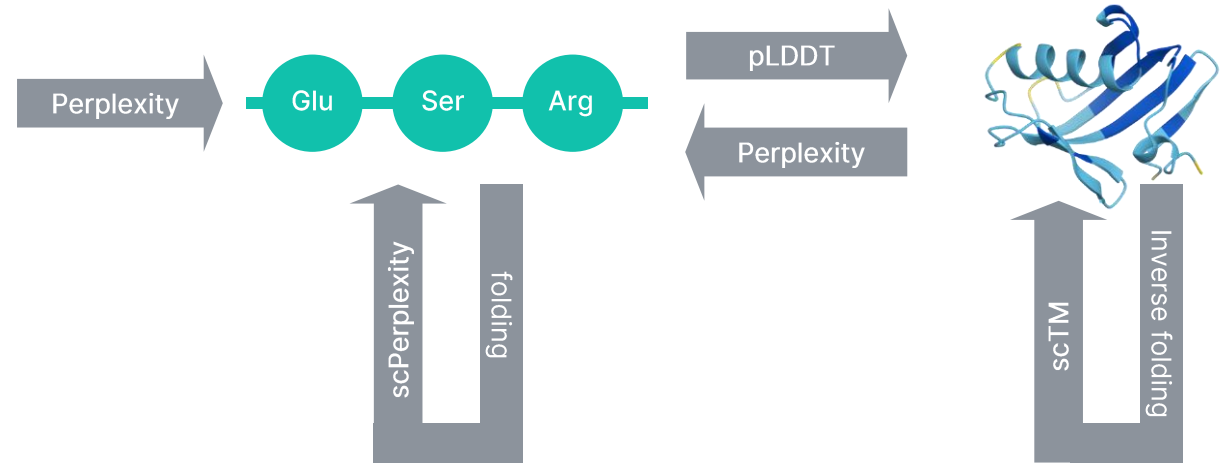 Perplexity
Glu
Ser
Arg
pLDDT
Perplexity
scPerplexity
folding
scTM
Inverse folding